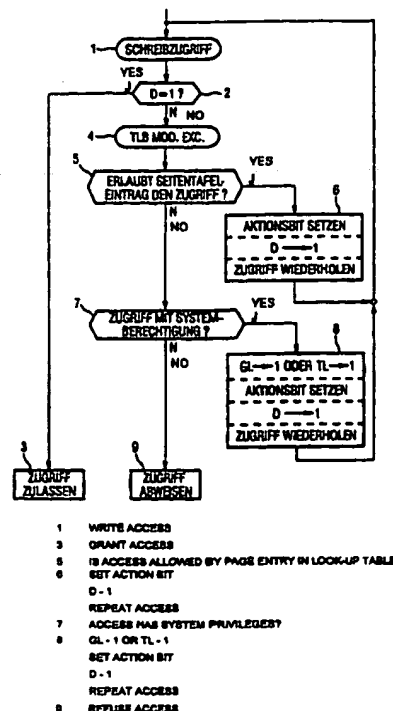 1 SCHREIBZUGRIFF
YES
D=1 ? 2
N NO
4 TLB MOD. EXC.
5 ERLAUBT SEITENTAFEL-
EINTRAG DEN ZUGRIFF ?
YES
N
NO
6
AKTIONSBIT SETZEN
D → 1
ZUGRIFF WIEDERHOLEN
7 ZUGRIFF MIT SYSTEM-
BERECHTIGUNG ?
YES
N
NO
8
GL→1 ODER TL→1
AKTIONSBIT SETZEN
D → 1
ZUGRIFF WIEDERHOLEN
3
ZUGRIFF
ZULASSEN
9
ZUGRIFF
ABWEISEN
1 WRITE ACCESS
3 GRANT ACCESS
5 IS ACCESS ALLOWED BY PAGE ENTRY IN LOOK-UP TABLE
6 SET ACTION BIT
D - 1
REPEAT ACCESS
7 ACCESS HAS SYSTEM PRIVILEGES?
8 GL - 1 OR TL - 1
SET ACTION BIT
D - 1
REPEAT ACCESS
9 REFUSE ACCESS